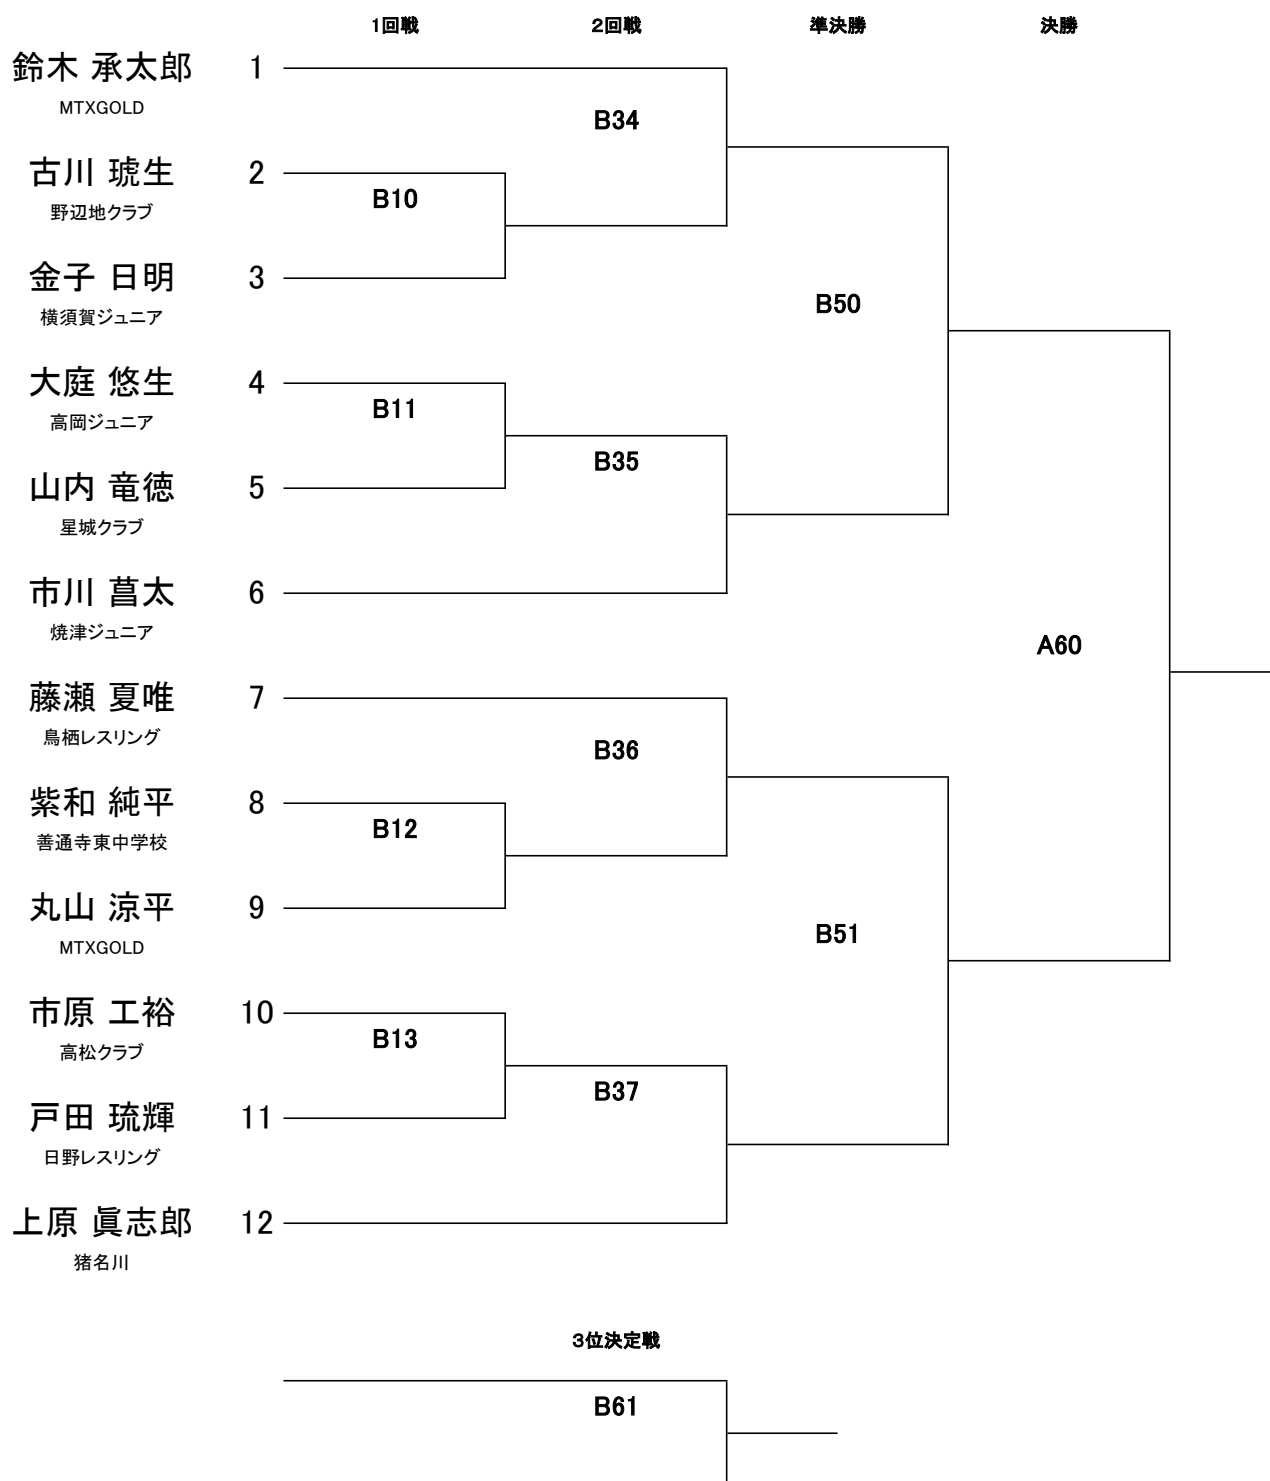 1回戦 2回戦 準決勝 決勝
鈴木 承太郎 1
MTXGOLD
B34
古川 琥生 2
B10
野辺地クラブ
金子 日明 3
横須賀ジュニア
B50
大庭 悠生 4
B11
高岡ジュニア
B35
山内 竜徳 5
星城クラブ
市川 菖太 6
焼津ジュニア
A60
藤瀬 夏唯 7
鳥栖レスリング
B36
紫和 純平 8
B12
善通寺東中学校
丸山 涼平 9
B51
MTXGOLD
市原 工裕 10
B13
高松クラブ
B37
戸田 琉輝 11
日野レスリング
上原 眞志郎 12
猪名川
3位決定戦
B61